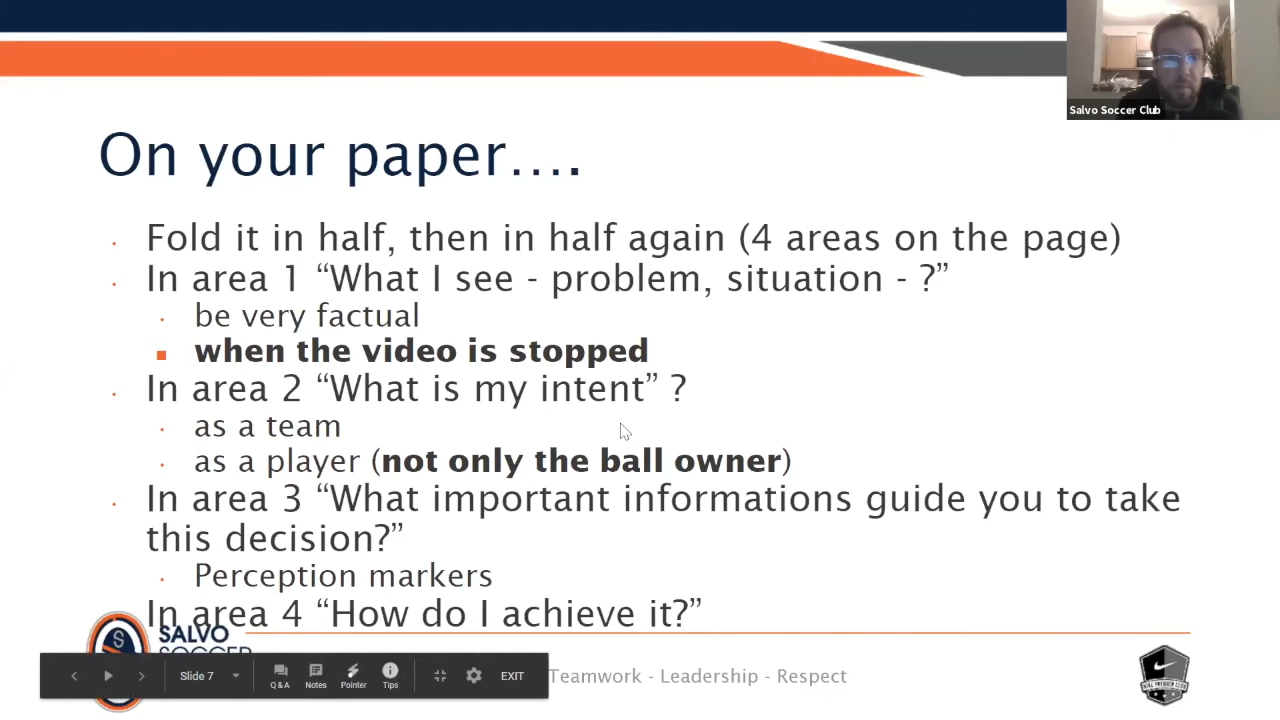 Salvo Soccer Club
On your paper....
Fold it in half, then in half again (4 areas on the page)
In area 1 “What I see - problem, situation - ?”
be very factual
when the video is stopped
In area 2 “What is my intent” ?
as a team
as a player (not only the ball owner)
In area 3 “What important informations guide you to take
this decision?”
Perception markers
In area 4 “How do I achieve it?”
S
SALVO
SOCCER
Slide 7
Q & A
Notes
Pointer
Tips
EXIT
Teamwork - Leadership - Respect